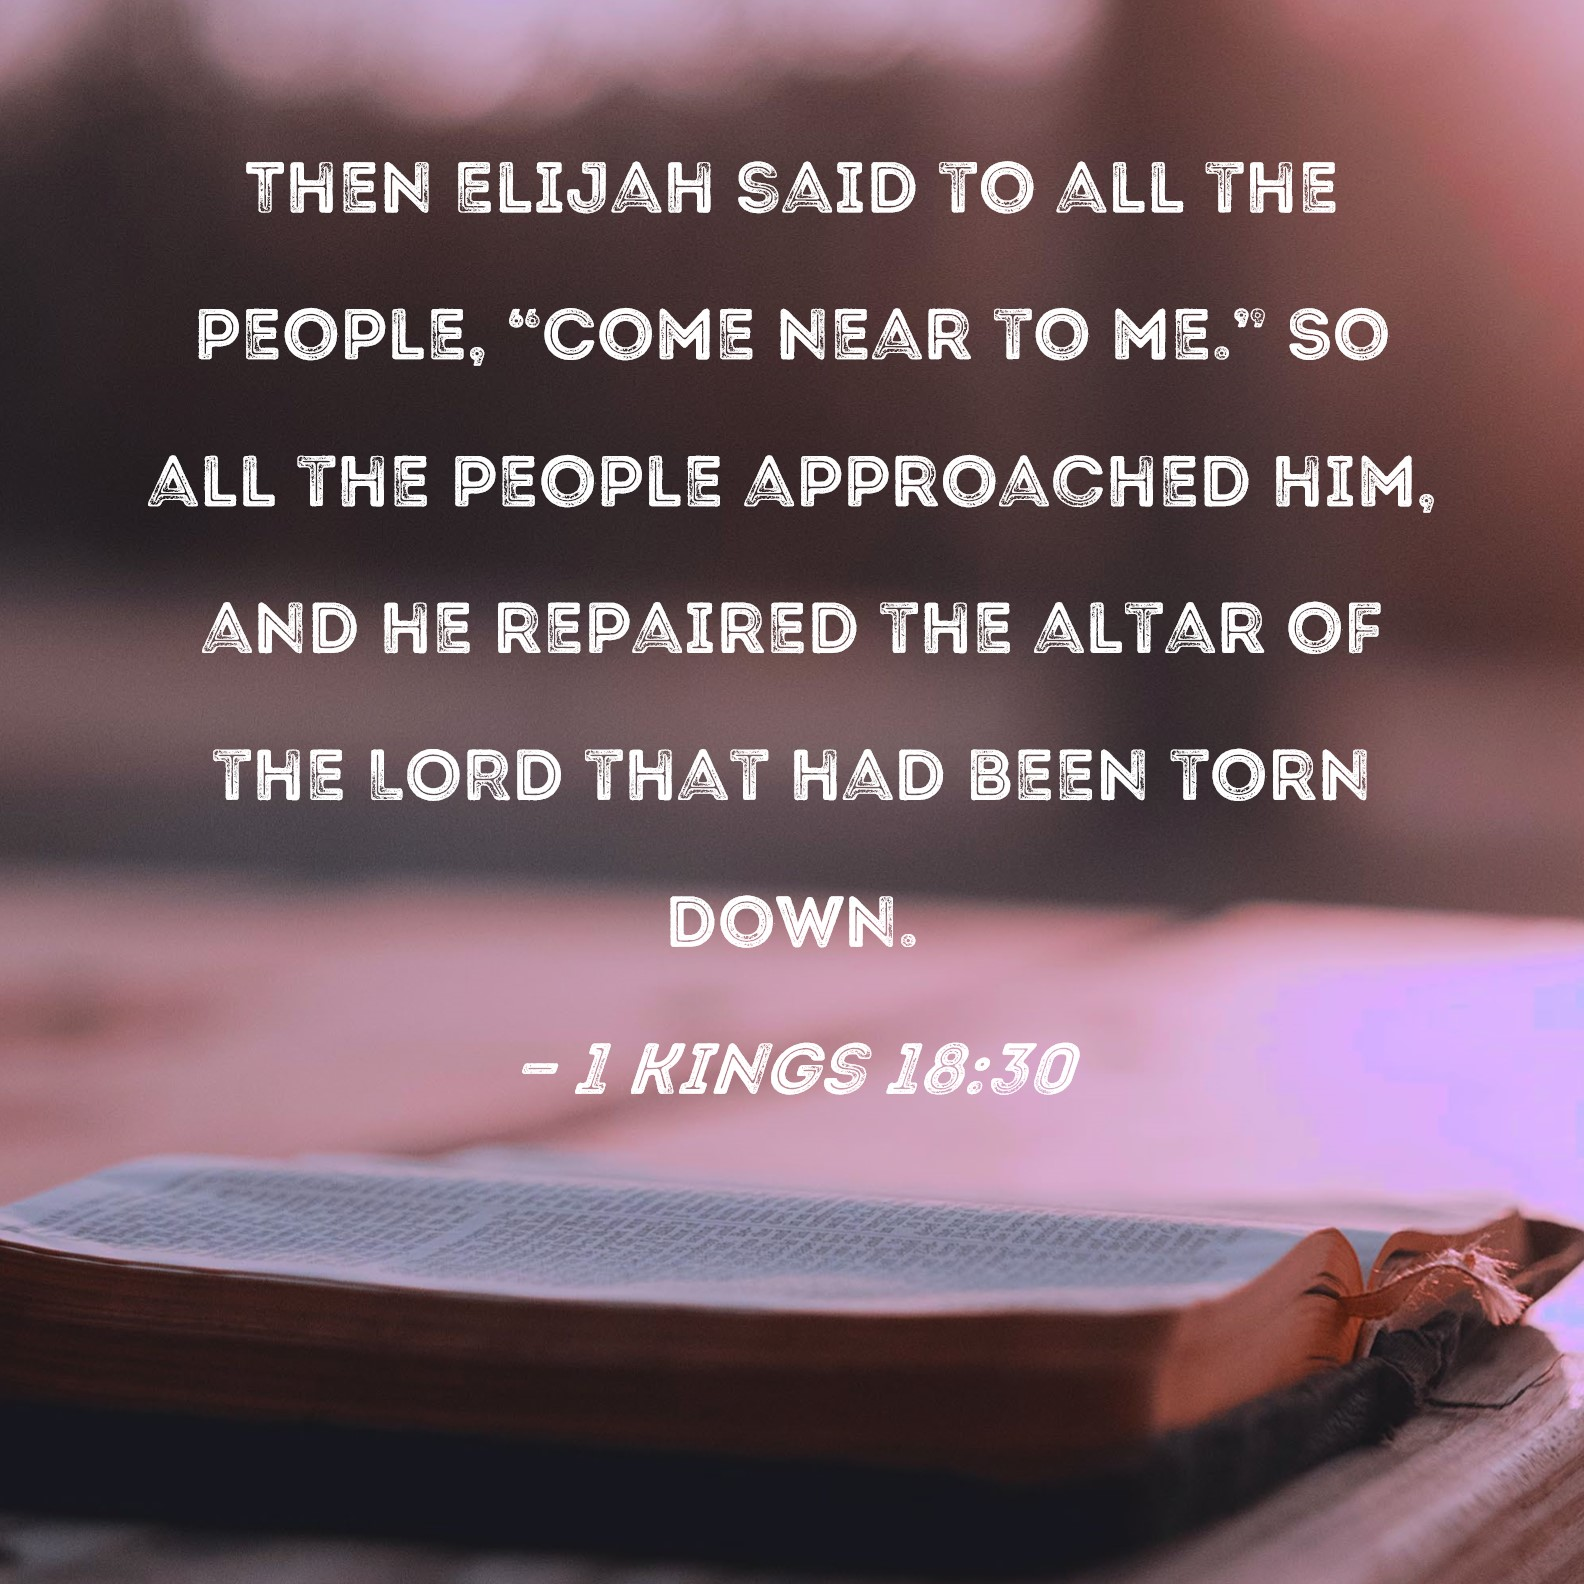 THEN ELIJAH SAID TO ALL THE
PEOPLE, “COME NEAR TO ME.” SO
ALL THE PEOPLE APPROACHED HIM,
AND HE REPAIRED THE ALTAR OF
THE LORD THAT HAD BEEN TORN
DOWN.
– 1 KINGS 18:30